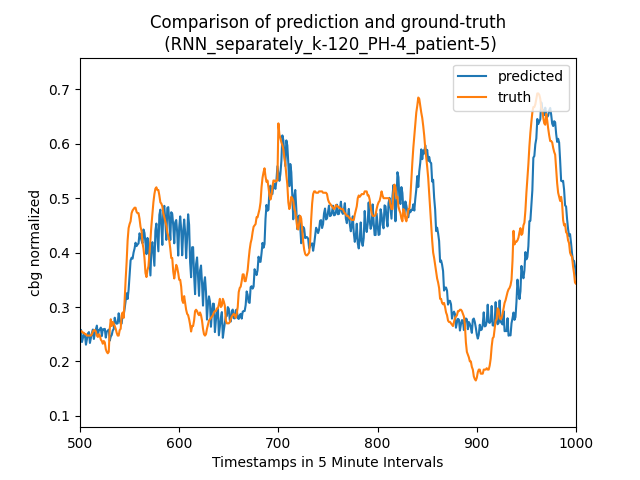 Comparison of prediction and ground-truth
(RNN_separately_k-120_PH-4_patient-5)
predicted
truth
cbg normalized
0.7
0.6
0.5
0.4
0.3
0.2
0.1
500 600 700 800 900 1000
Timestamps in 5 Minute Intervals